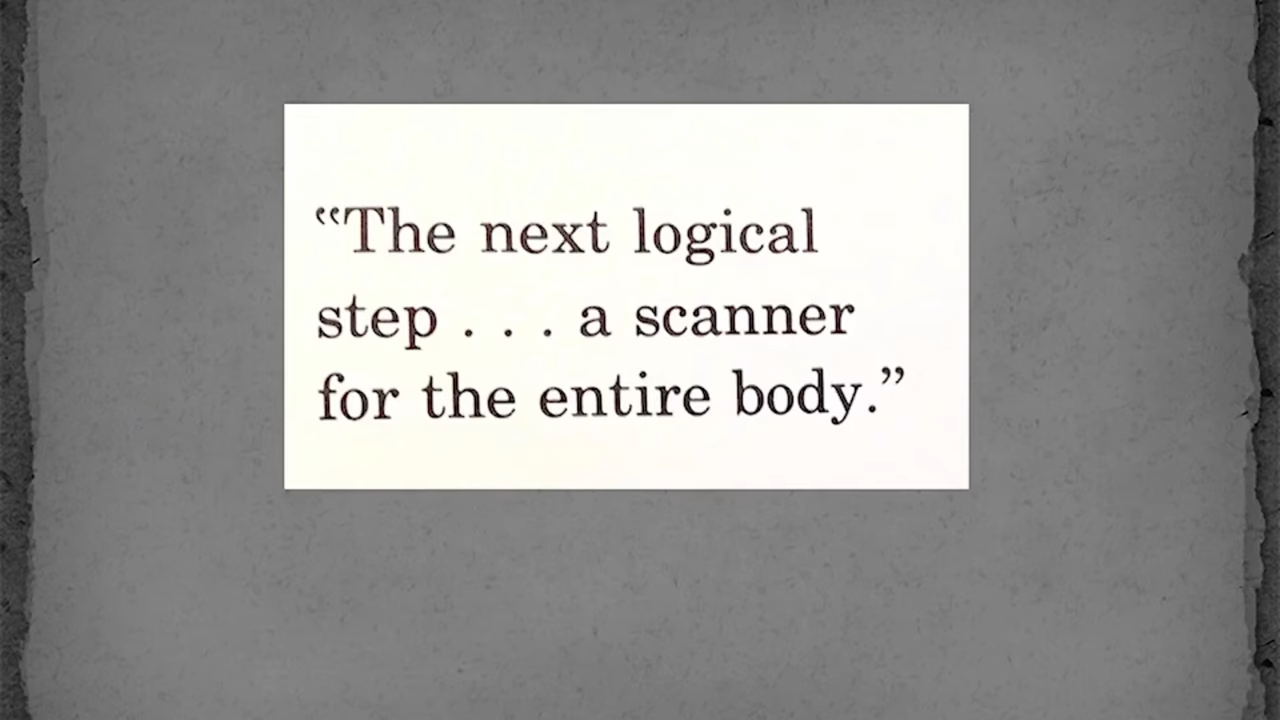 “The next logical
step . . . a scanner
for the entire body.”